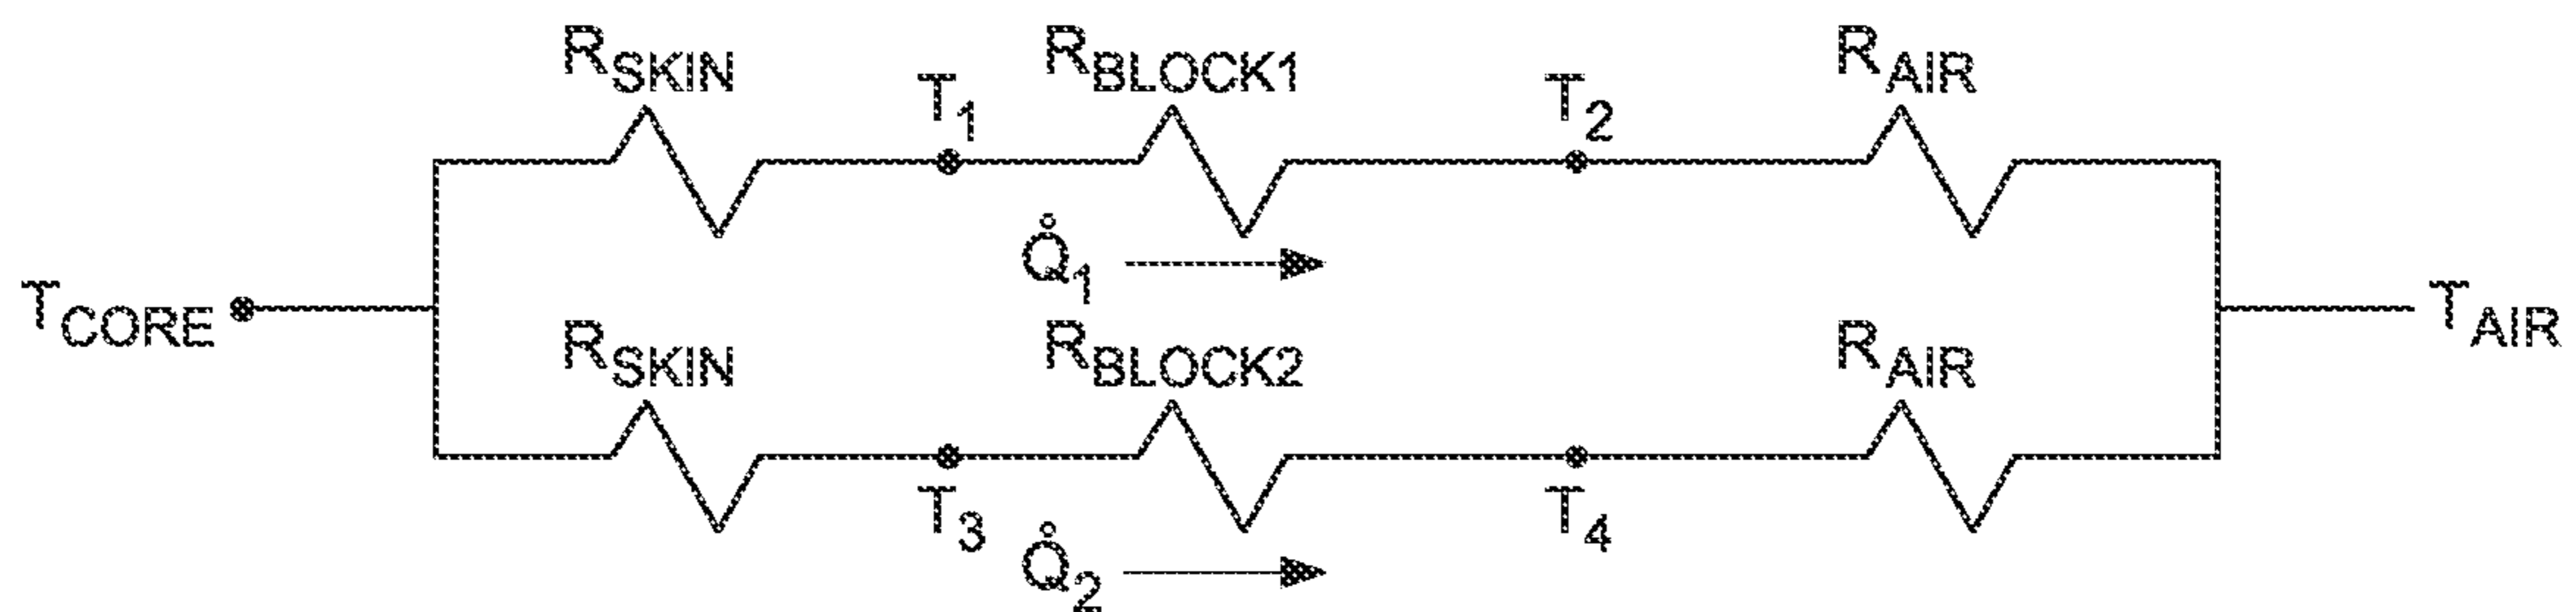 R_SKIN R_BLOCK1 R_AIR
T_1 T_2
Q̊_1
T_CORE T_AIR
R_SKIN R_BLOCK2 R_AIR
T_3 T_4
Q̊_2